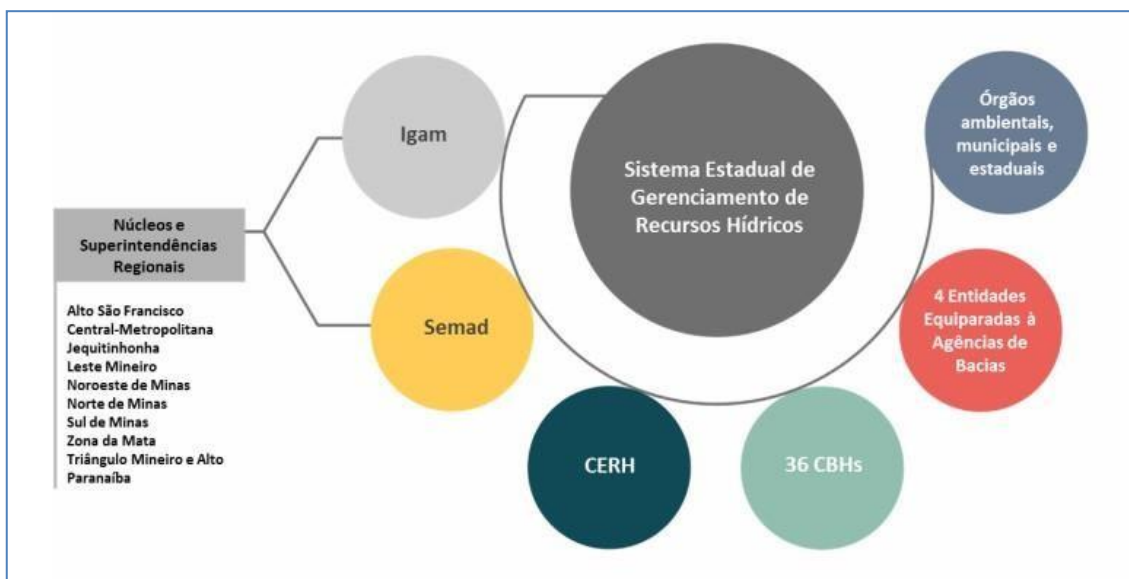 Núcleos e
Superintendências
Regionais
Alto São Francisco
Central-Metropolitana
Jequitinhonha
Leste Mineiro
Noroeste de Minas
Norte de Minas
Sul de Minas
Zona da Mata
Triângulo Mineiro e Alto
Paranaíba
Igam
Semad
CERH
36 CBHs
4 Entidades
Equiparadas à
Agências de
Bacias
Órgãos
ambientais,
municipais e
estaduais
Sistema Estadual de
Gerenciamento de
Recursos Hídricos